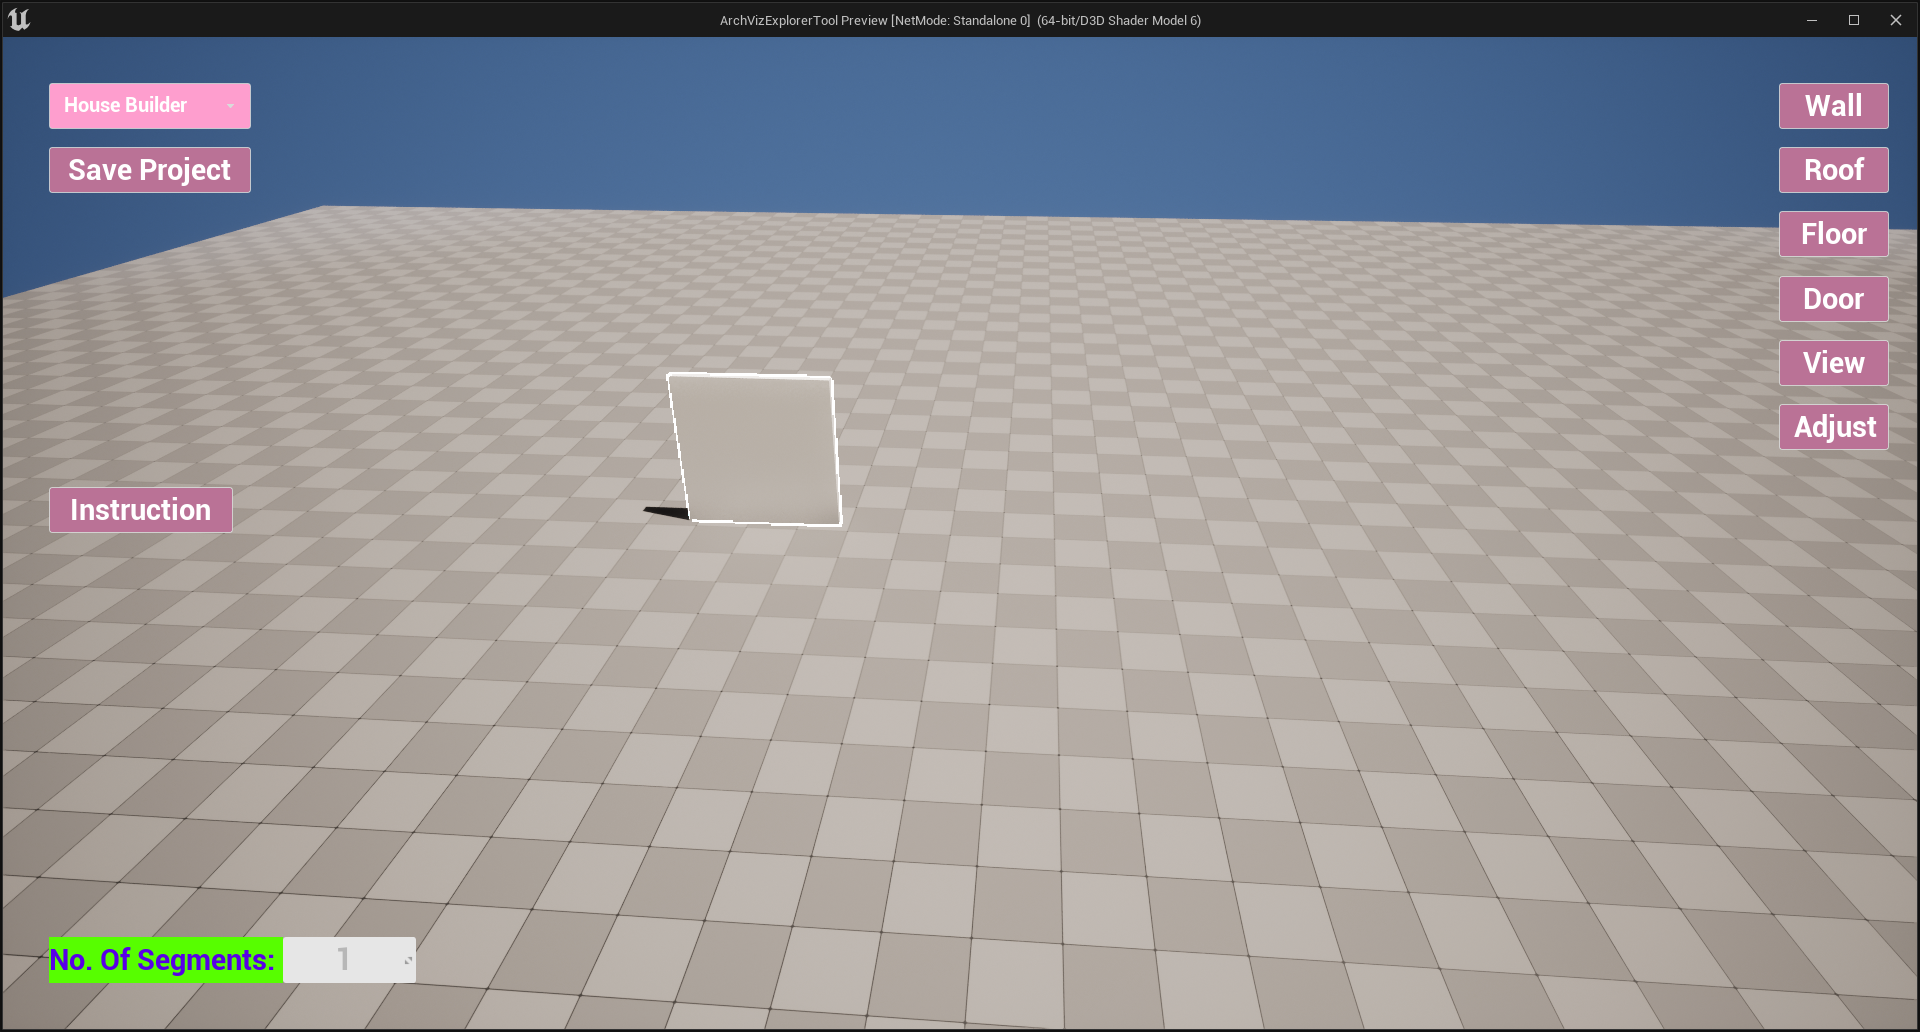 ArchVizExplorerTool Preview [NetMode: Standalone 0] (64-bit/D3D Shader Model 6)
House Builder
Save Project
Instruction
No. Of Segments: 1
Wall
Roof
Floor
Door
View
Adjust